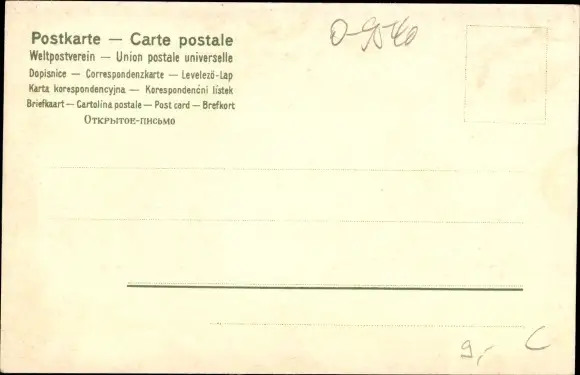 Postkarte — Carte postale
Weltpostverein — Union postale universelle
Dopisnice — Correspondenzkarte — Levelező-Lap
Karta korespondencyjna — Korespondenční lístek
Briefkaart — Cartolina postale — Post card — Brefkort
Открытое-письмо
9,- C